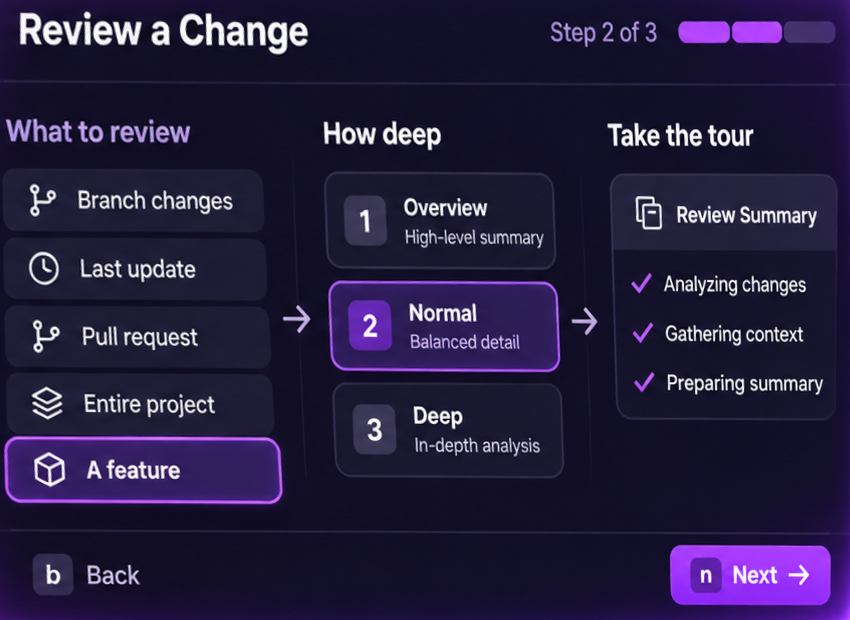 Review a Change
Step 2 of 3
What to review
Branch changes
Last update
Pull request
Entire project
A feature
How deep
1
Overview
High-level summary
2
Normal
Balanced detail
3
Deep
In-depth analysis
Take the tour
Review Summary
Analyzing changes
Gathering context
Preparing summary
b Back
n Next